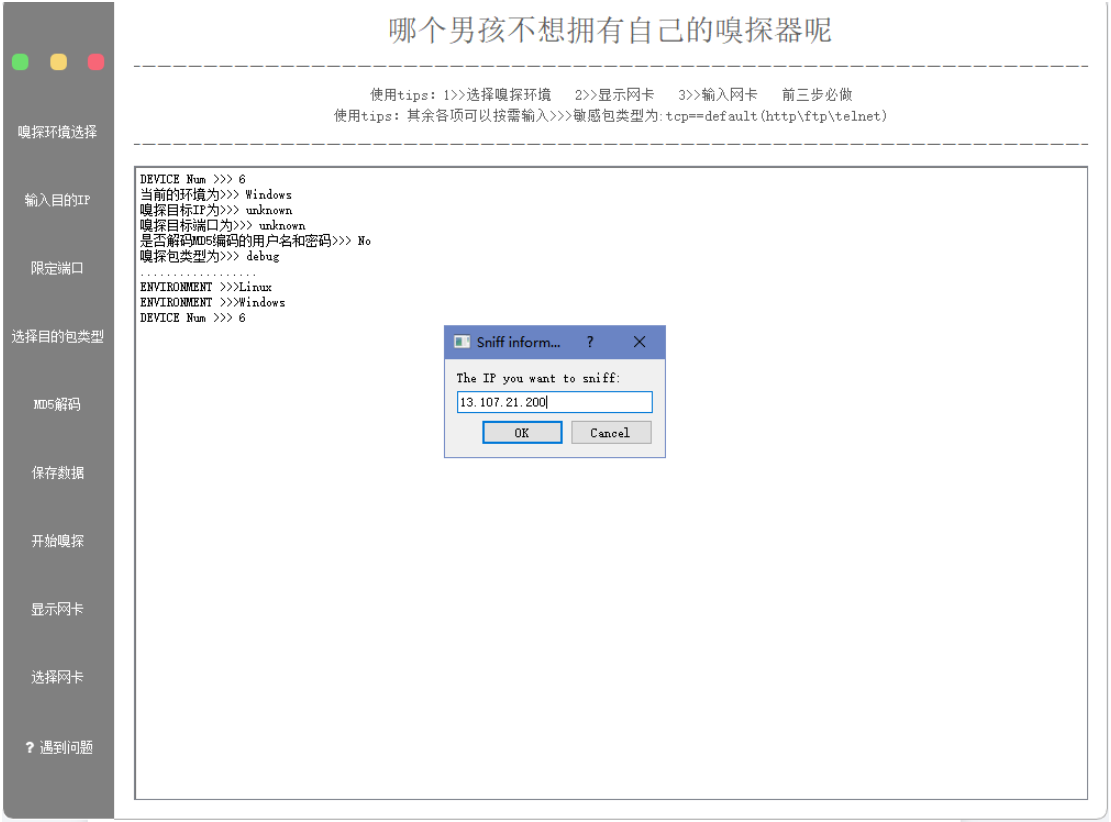 哪个男孩不想拥有自己的嗅探器呢
使用tips: 1>>选择嗅探环境 2>>显示网卡 3>>输入网卡 前三步必做
使用tips: 其余各项可以按需输入>>>敏感包类型为:tcp==default(http\ftp\telnet)
嗅探环境选择
输入目的IP
限定端口
选择目的包类型
MD5解码
保存数据
开始嗅探
显示网卡
选择网卡
? 遇到问题
DEVICE Num >>> 6
当前的环境为>>> Windows
嗅探目标IP为>>> unknown
嗅探目标端口为>>> unknown
是否解码MD5编码的用户名和密码>>> No
嗅探包类型为>>> debug
..................
ENVIRONMENT >>>Linux
ENVIRONMENT >>>Windows
DEVICE Num >>> 6
Sniff inform... ?
The IP you want to sniff:
13.107.21.200
OK Cancel